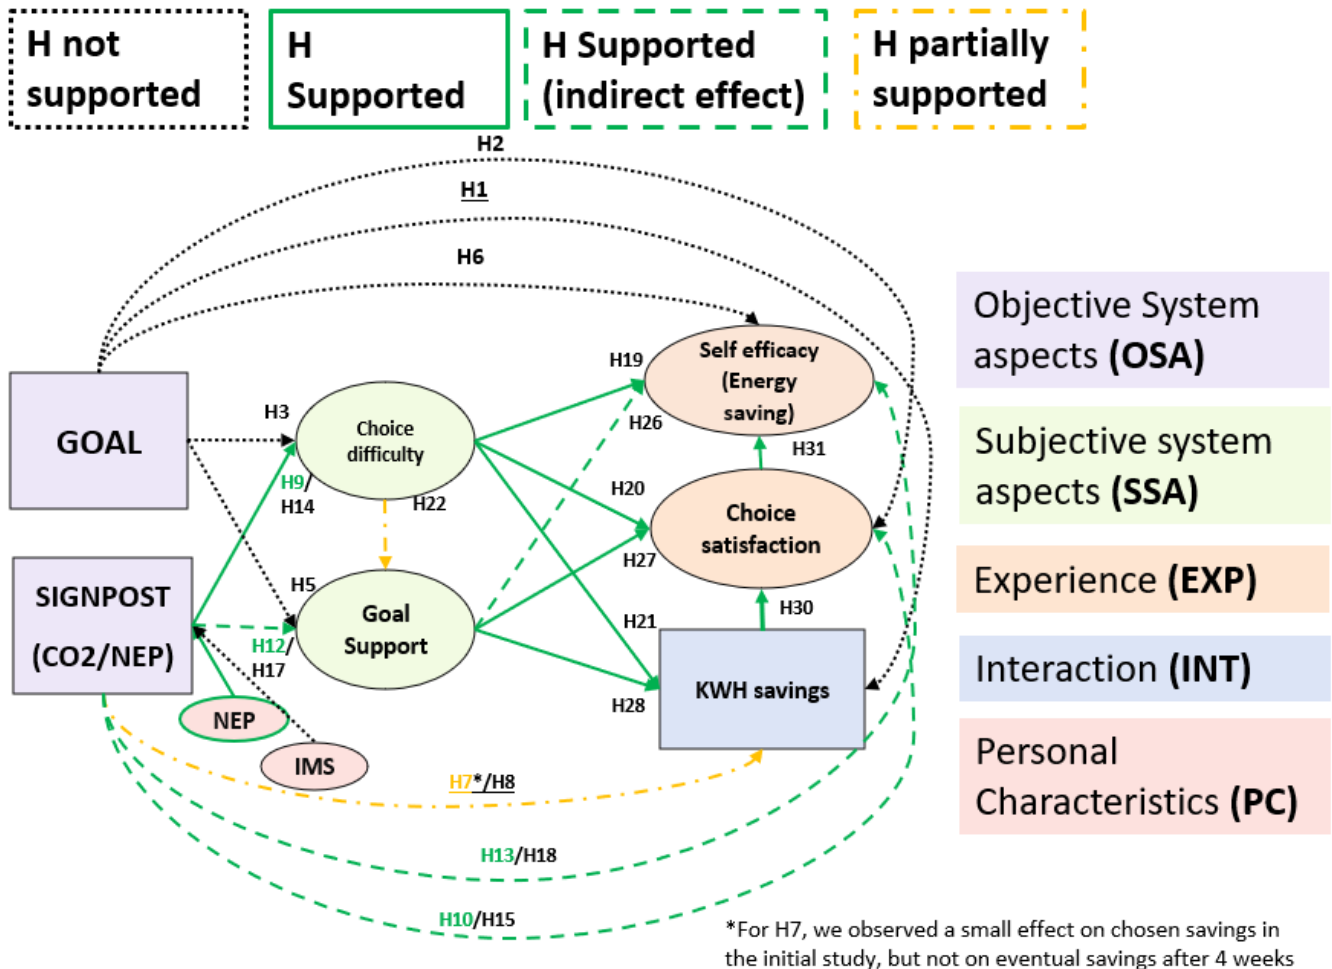 H not
supported
H
Supported
H Supported
(indirect effect)
H partially
supported
H2
H1
H6
Objective System
aspects (OSA)
Subjective system
aspects (SSA)
Experience (EXP)
Interaction (INT)
Personal
Characteristics (PC)
GOAL
SIGNPOST
(CO2/NEP)
H3
Choice
difficulty
H9/
H14
H22
H5
Goal
Support
H12/
H17
NEP
IMS
H19
Self efficacy
(Energy
saving)
H26
H31
H20
Choice
satisfaction
H27
H30
H21
KWH savings
H28
H7*/H8
H13/H18
H10/H15
*For H7, we observed a small effect on chosen savings in
the initial study, but not on eventual savings after 4 weeks